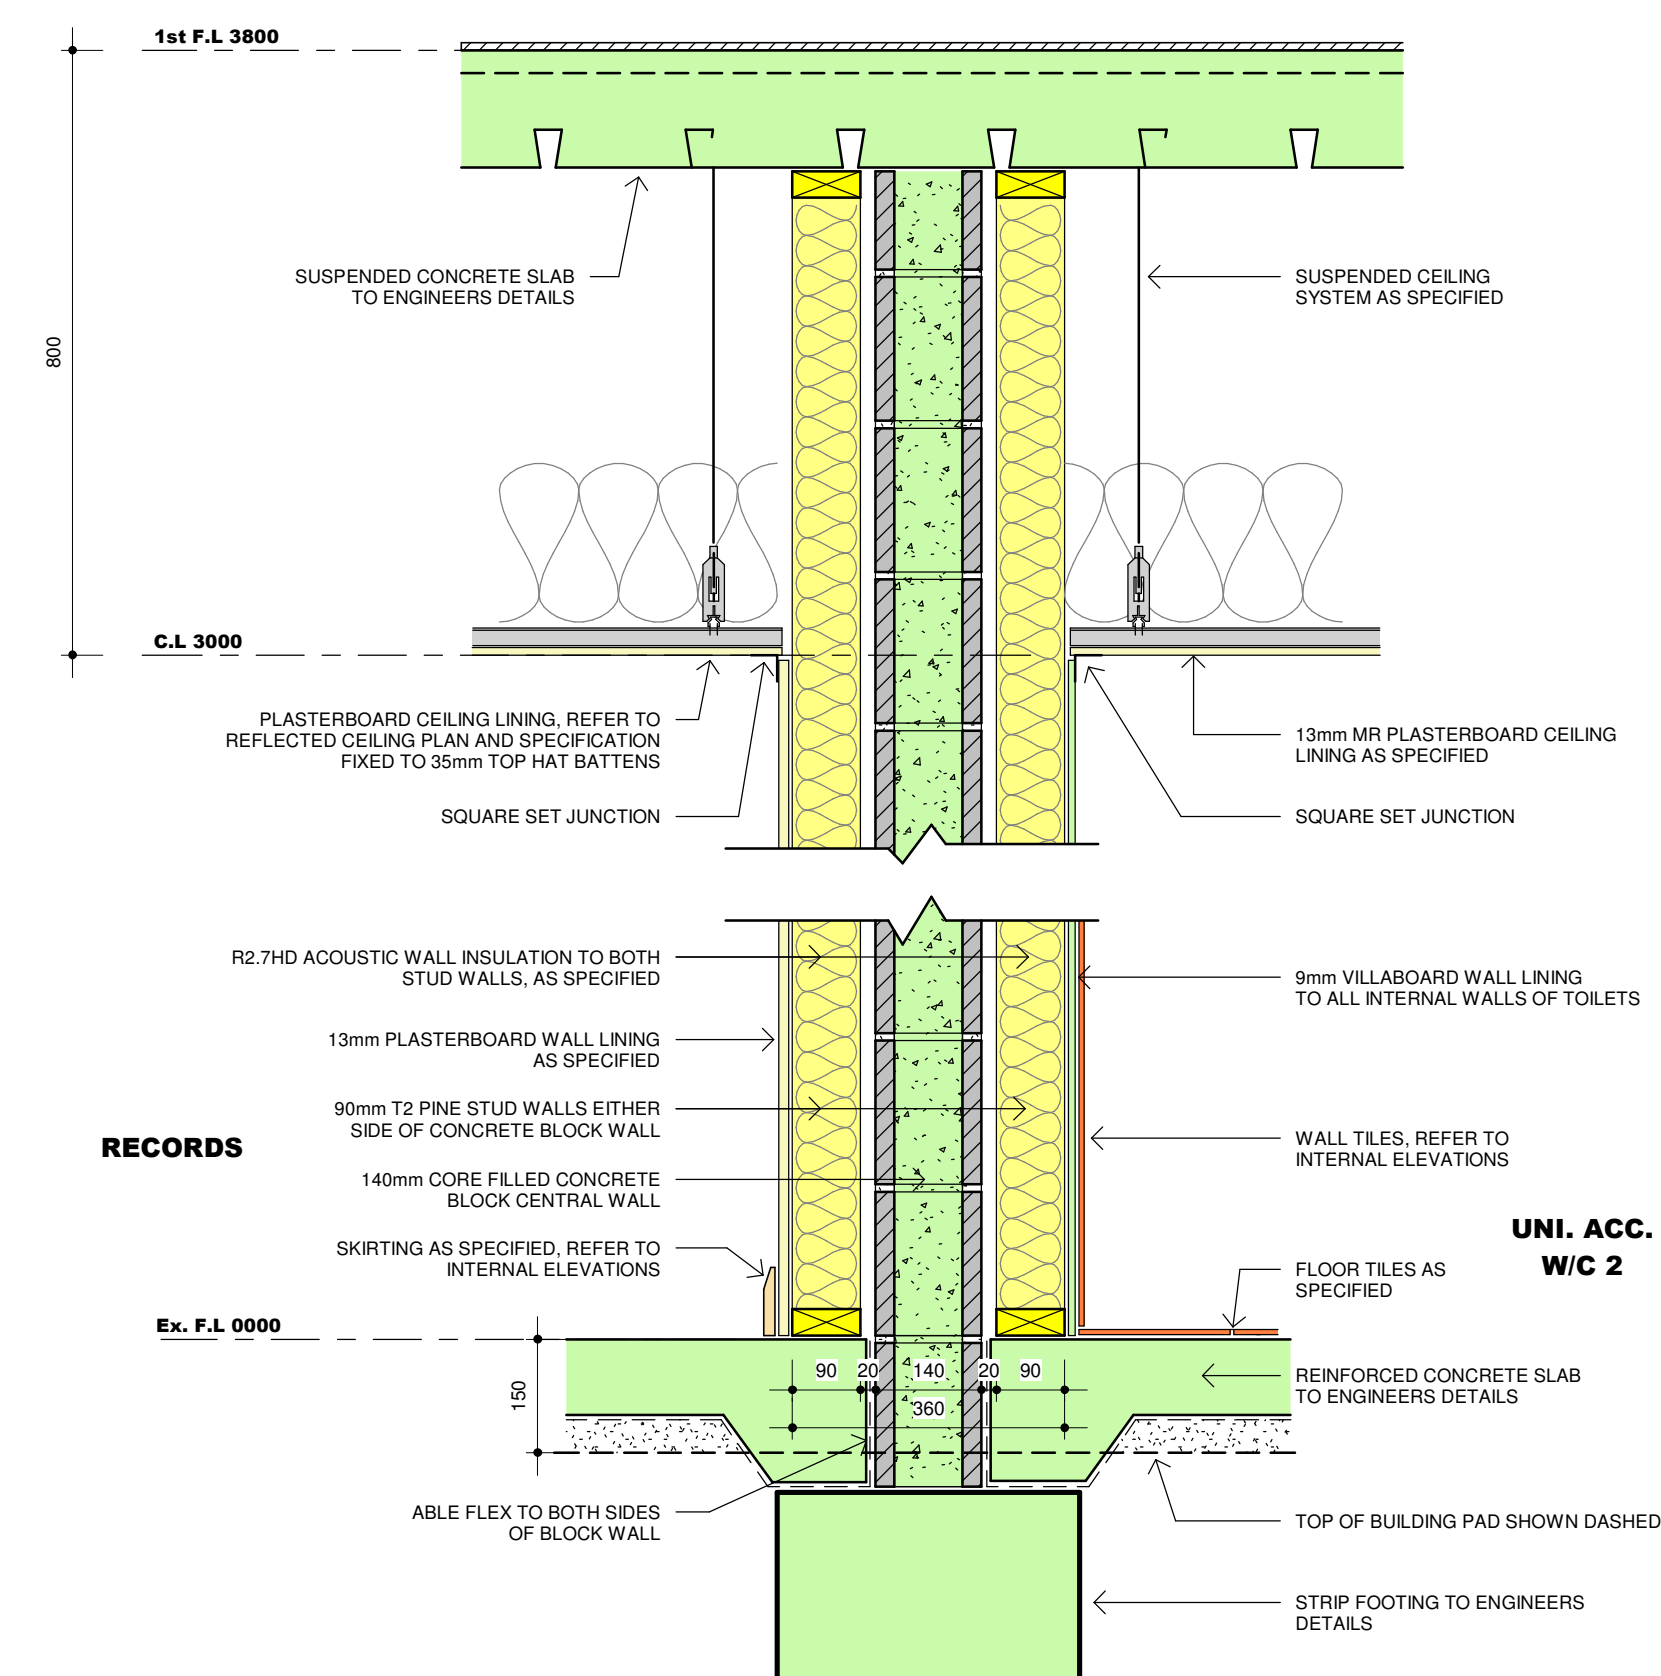 1st F.L 3800
800
SUSPENDED CONCRETE SLAB
TO ENGINEERS DETAILS
SUSPENDED CEILING
SYSTEM AS SPECIFIED
C.L 3000
PLASTERBOARD CEILING LINING, REFER TO
REFLECTED CEILING PLAN AND SPECIFICATION
FIXED TO 35mm TOP HAT BATTENS
13mm MR PLASTERBOARD CEILING
LINING AS SPECIFIED
SQUARE SET JUNCTION
SQUARE SET JUNCTION
R2.7HD ACOUSTIC WALL INSULATION TO BOTH
STUD WALLS, AS SPECIFIED
9mm VILLABOARD WALL LINING
TO ALL INTERNAL WALLS OF TOILETS
13mm PLASTERBOARD WALL LINING
AS SPECIFIED
90mm T2 PINE STUD WALLS EITHER
SIDE OF CONCRETE BLOCK WALL
RECORDS
WALL TILES, REFER TO
INTERNAL ELEVATIONS
140mm CORE FILLED CONCRETE
BLOCK CENTRAL WALL
UNI. ACC.
W/C 2
SKIRTING AS SPECIFIED, REFER TO
INTERNAL ELEVATIONS
FLOOR TILES AS
SPECIFIED
Ex. F.L 0000
90 20 140 20 90
360
150
REINFORCED CONCRETE SLAB
TO ENGINEERS DETAILS
ABLE FLEX TO BOTH SIDES
OF BLOCK WALL
TOP OF BUILDING PAD SHOWN DASHED
STRIP FOOTING TO ENGINEERS
DETAILS